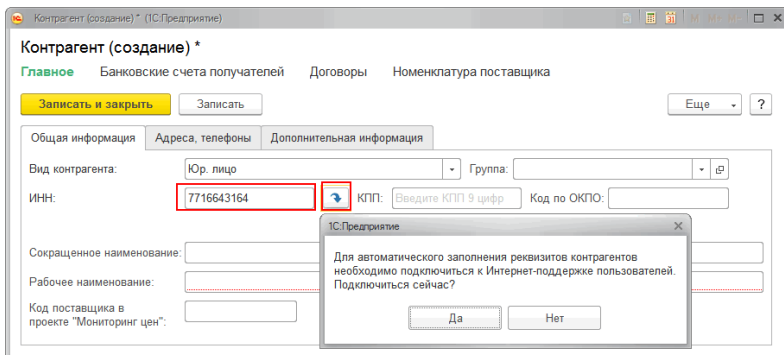 Контрагент (создание) * (1С:Предприятие)
M M+ M-
Контрагент (создание) *
Главное Банковские счета получателей Договоры Номенклатура поставщика
Записать и закрыть Записать Еще ?
Общая информация Адреса, телефоны Дополнительная информация
Вид контрагента: Юр. лицо Группа:
ИНН: 7716643164 КПП: Введите КПП 9 цифр Код по ОКПО:
1С:Предприятие
Для автоматического заполнения реквизитов контрагентов
необходимо подключиться к Интернет-поддержке пользователей.
Подключиться сейчас?
Да Нет
Сокращенное наименование:
Рабочее наименование:
Код поставщика в
проекте "Мониторинг цен":